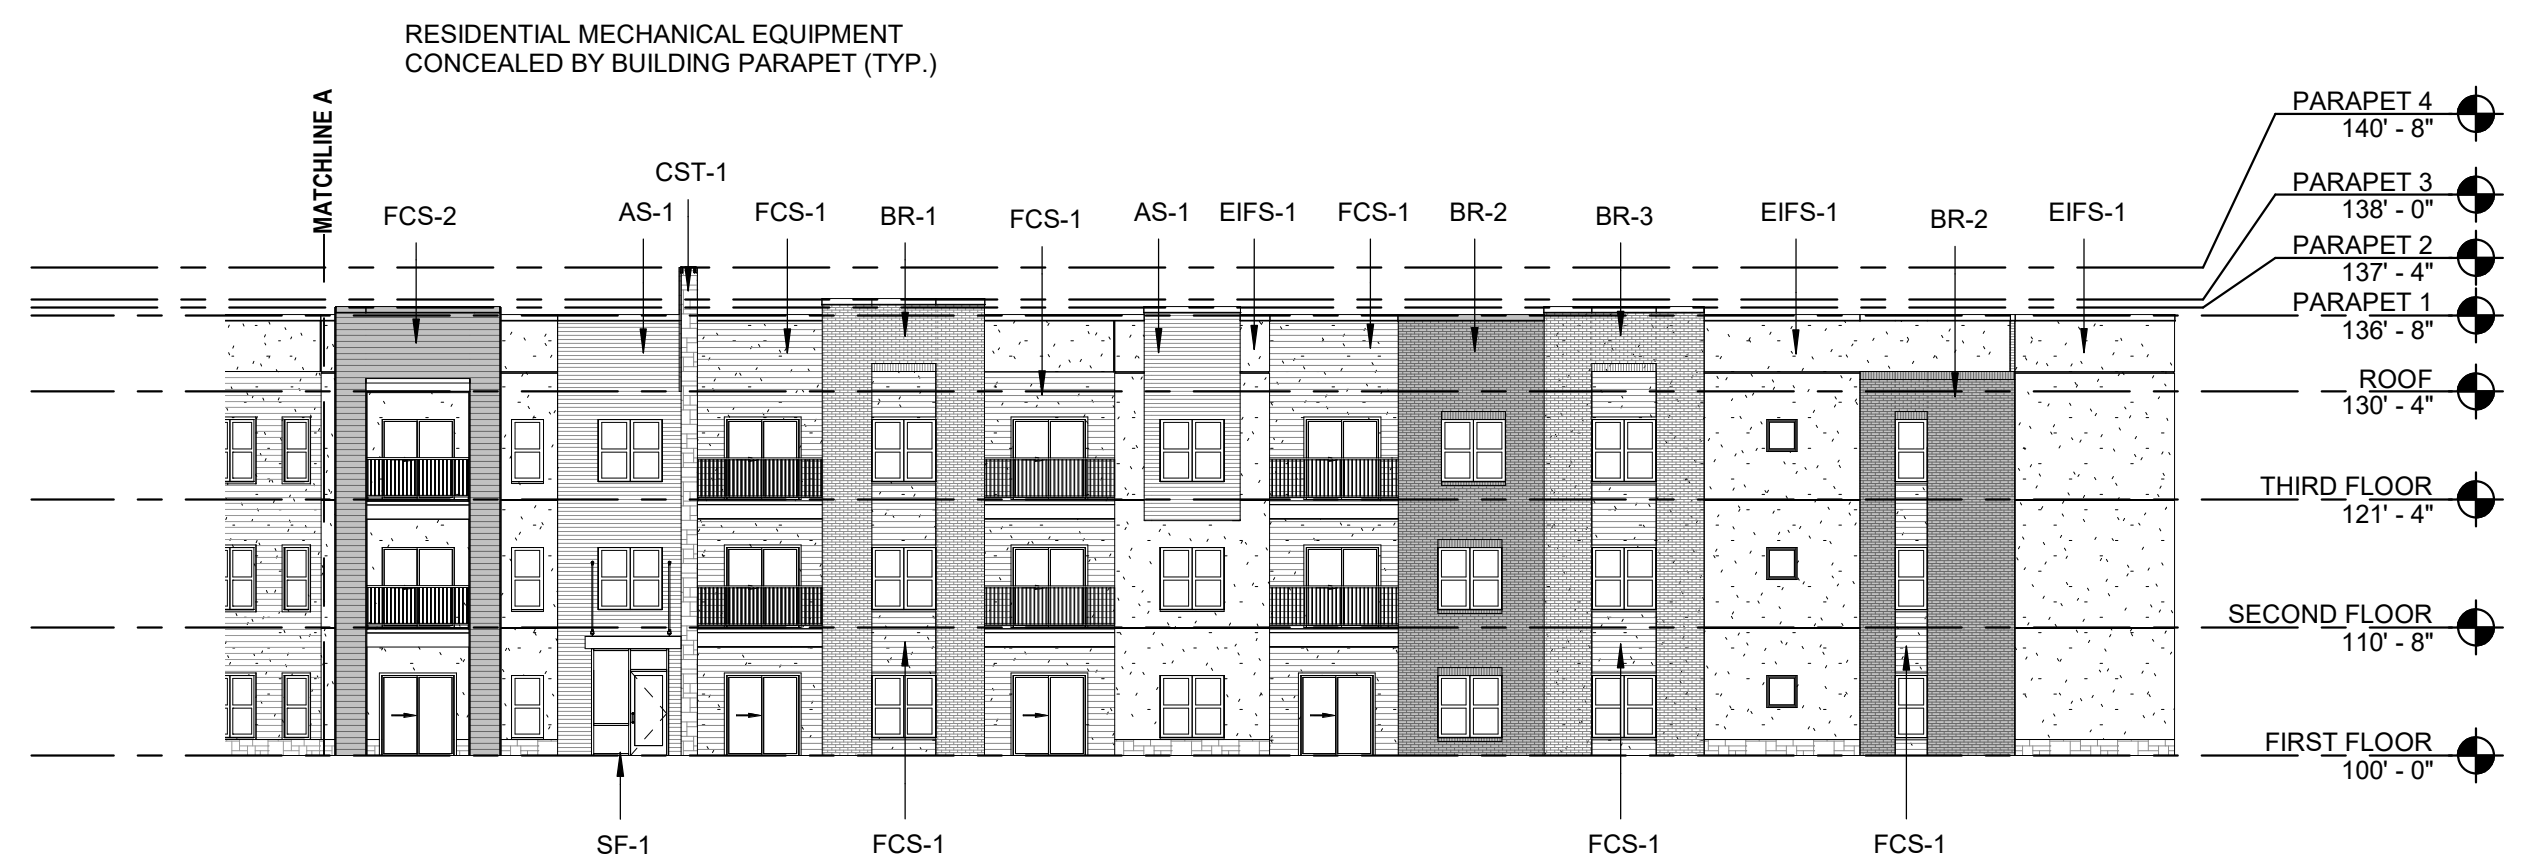 RESIDENTIAL MECHANICAL EQUIPMENT
CONCEALED BY BUILDING PARAPET (TYP.)
MATCHLINE A
FCS-2
AS-1
CST-1
FCS-1
BR-1
FCS-1
AS-1
EIFS-1
FCS-1
BR-2
BR-3
EIFS-1
BR-2
EIFS-1
PARAPET 4
140' - 8"
PARAPET 3
138' - 0"
PARAPET 2
137' - 4"
PARAPET 1
136' - 8"
ROOF
130' - 4"
THIRD FLOOR
121' - 4"
SECOND FLOOR
110' - 8"
FIRST FLOOR
100' - 0"
SF-1
FCS-1
FCS-1
FCS-1